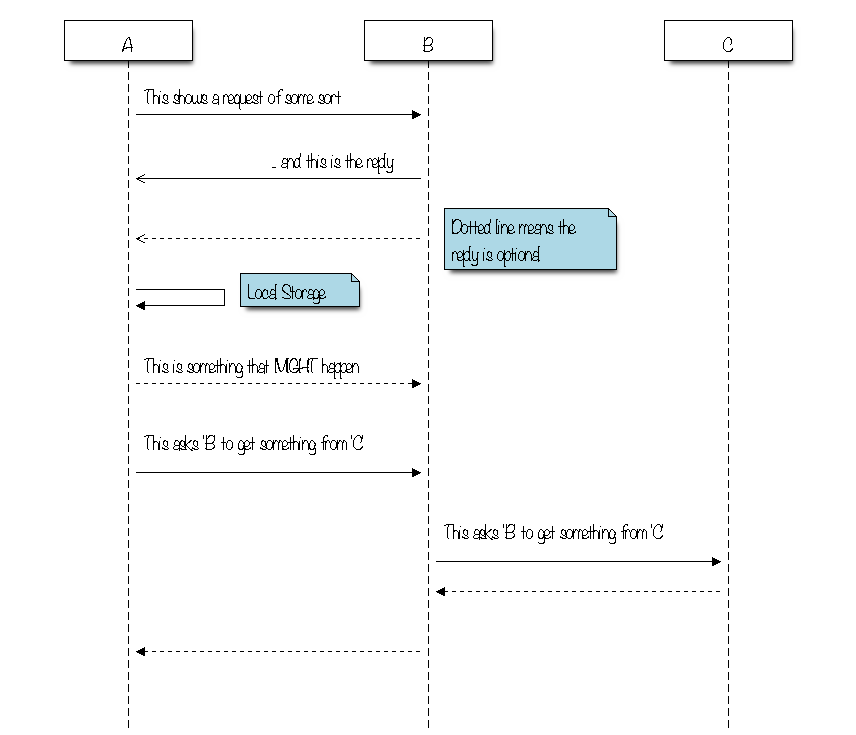 A
B
C
This shows a request of some sort
... and this is the reply
Dotted line means the
reply is optional
Local Storage
This is something that MIGHT happen
This asks 'B' to get something from 'C'
This asks 'B' to get something from 'C'